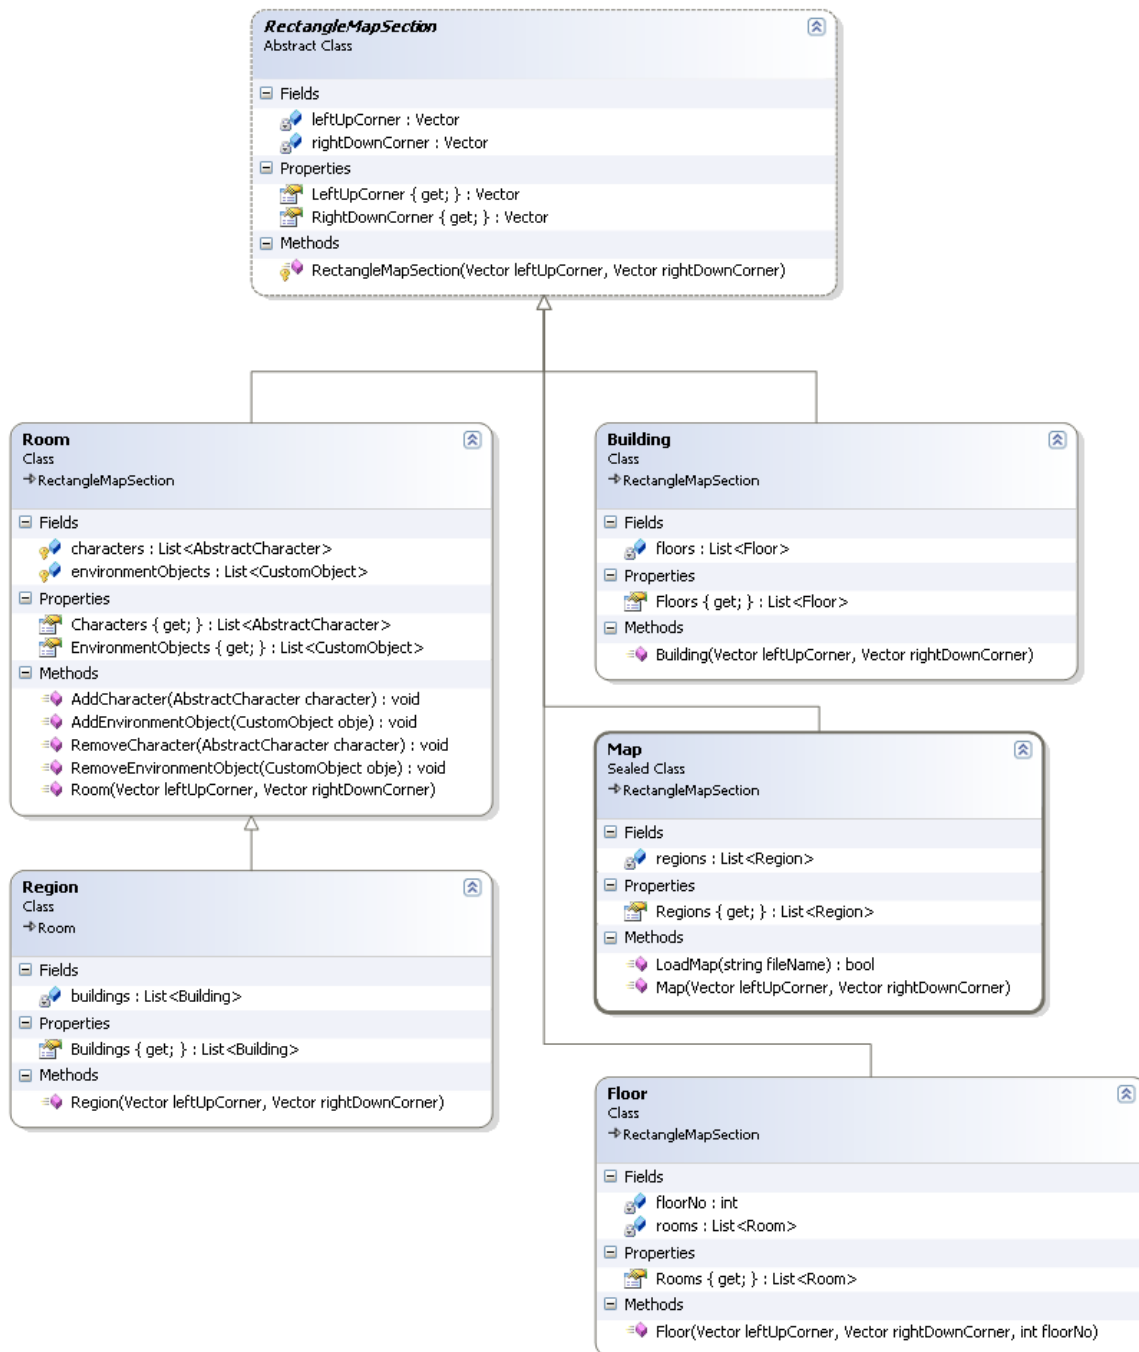 RectangleMapSection
Abstract Class
Fields
leftUpCorner : Vector
rightDownCorner : Vector
Properties
LeftUpCorner { get; } : Vector
RightDownCorner { get; } : Vector
Methods
RectangleMapSection(Vector leftUpCorner, Vector rightDownCorner)
Room
Class
RectangleMapSection
Fields
characters : List<AbstractCharacter>
environmentObjects : List<CustomObject>
Properties
Characters { get; } : List<AbstractCharacter>
EnvironmentObjects { get; } : List<CustomObject>
Methods
AddCharacter(AbstractCharacter character) : void
AddEnvironmentObject(CustomObject obje) : void
RemoveCharacter(AbstractCharacter character) : void
RemoveEnvironmentObject(CustomObject obje) : void
Room(Vector leftUpCorner, Vector rightDownCorner)
Building
Class
RectangleMapSection
Fields
floors : List<Floor>
Properties
Floors { get; } : List<Floor>
Methods
Building(Vector leftUpCorner, Vector rightDownCorner)
Map
Sealed Class
RectangleMapSection
Fields
regions : List<Region>
Properties
Regions { get; } : List<Region>
Methods
LoadMap(string fileName) : bool
Map(Vector leftUpCorner, Vector rightDownCorner)
Region
Class
Room
Fields
buildings : List<Building>
Properties
Buildings { get; } : List<Building>
Methods
Region(Vector leftUpCorner, Vector rightDownCorner)
Floor
Class
RectangleMapSection
Fields
floorNo : int
rooms : List<Room>
Properties
Rooms { get; } : List<Room>
Methods
Floor(Vector leftUpCorner, Vector rightDownCorner, int floorNo)